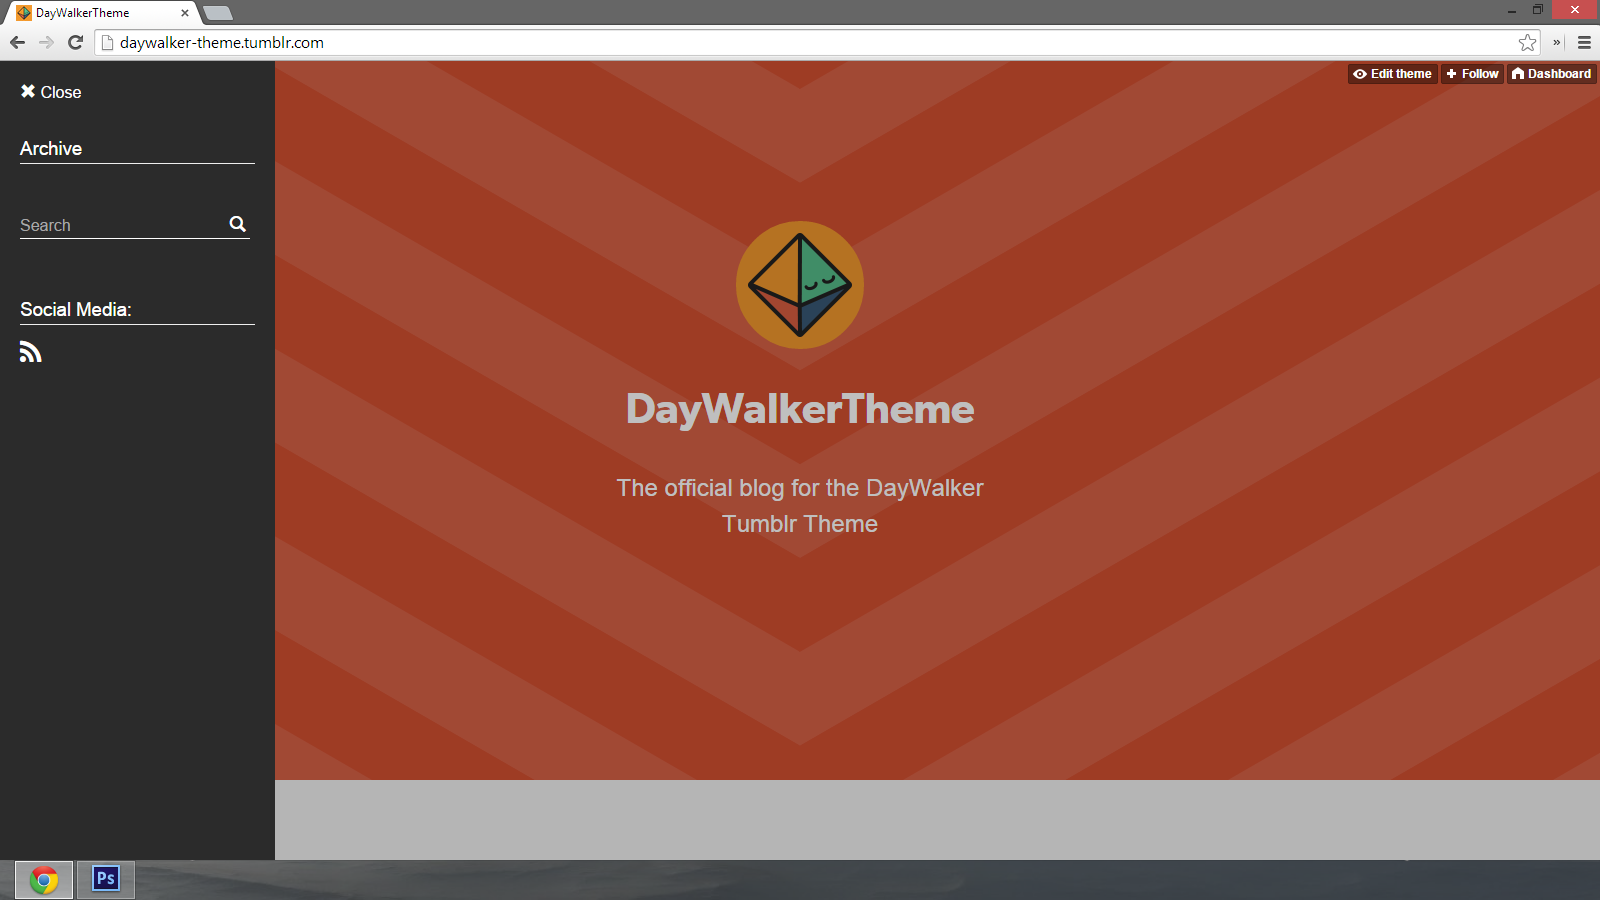 DayWalkerTheme
daywalker-theme.tumblr.com
Edit theme
Follow
Dashboard
Close
Archive
Search
Social Media:
DayWalkerTheme
The official blog for the DayWalker
Tumblr Theme
Ps